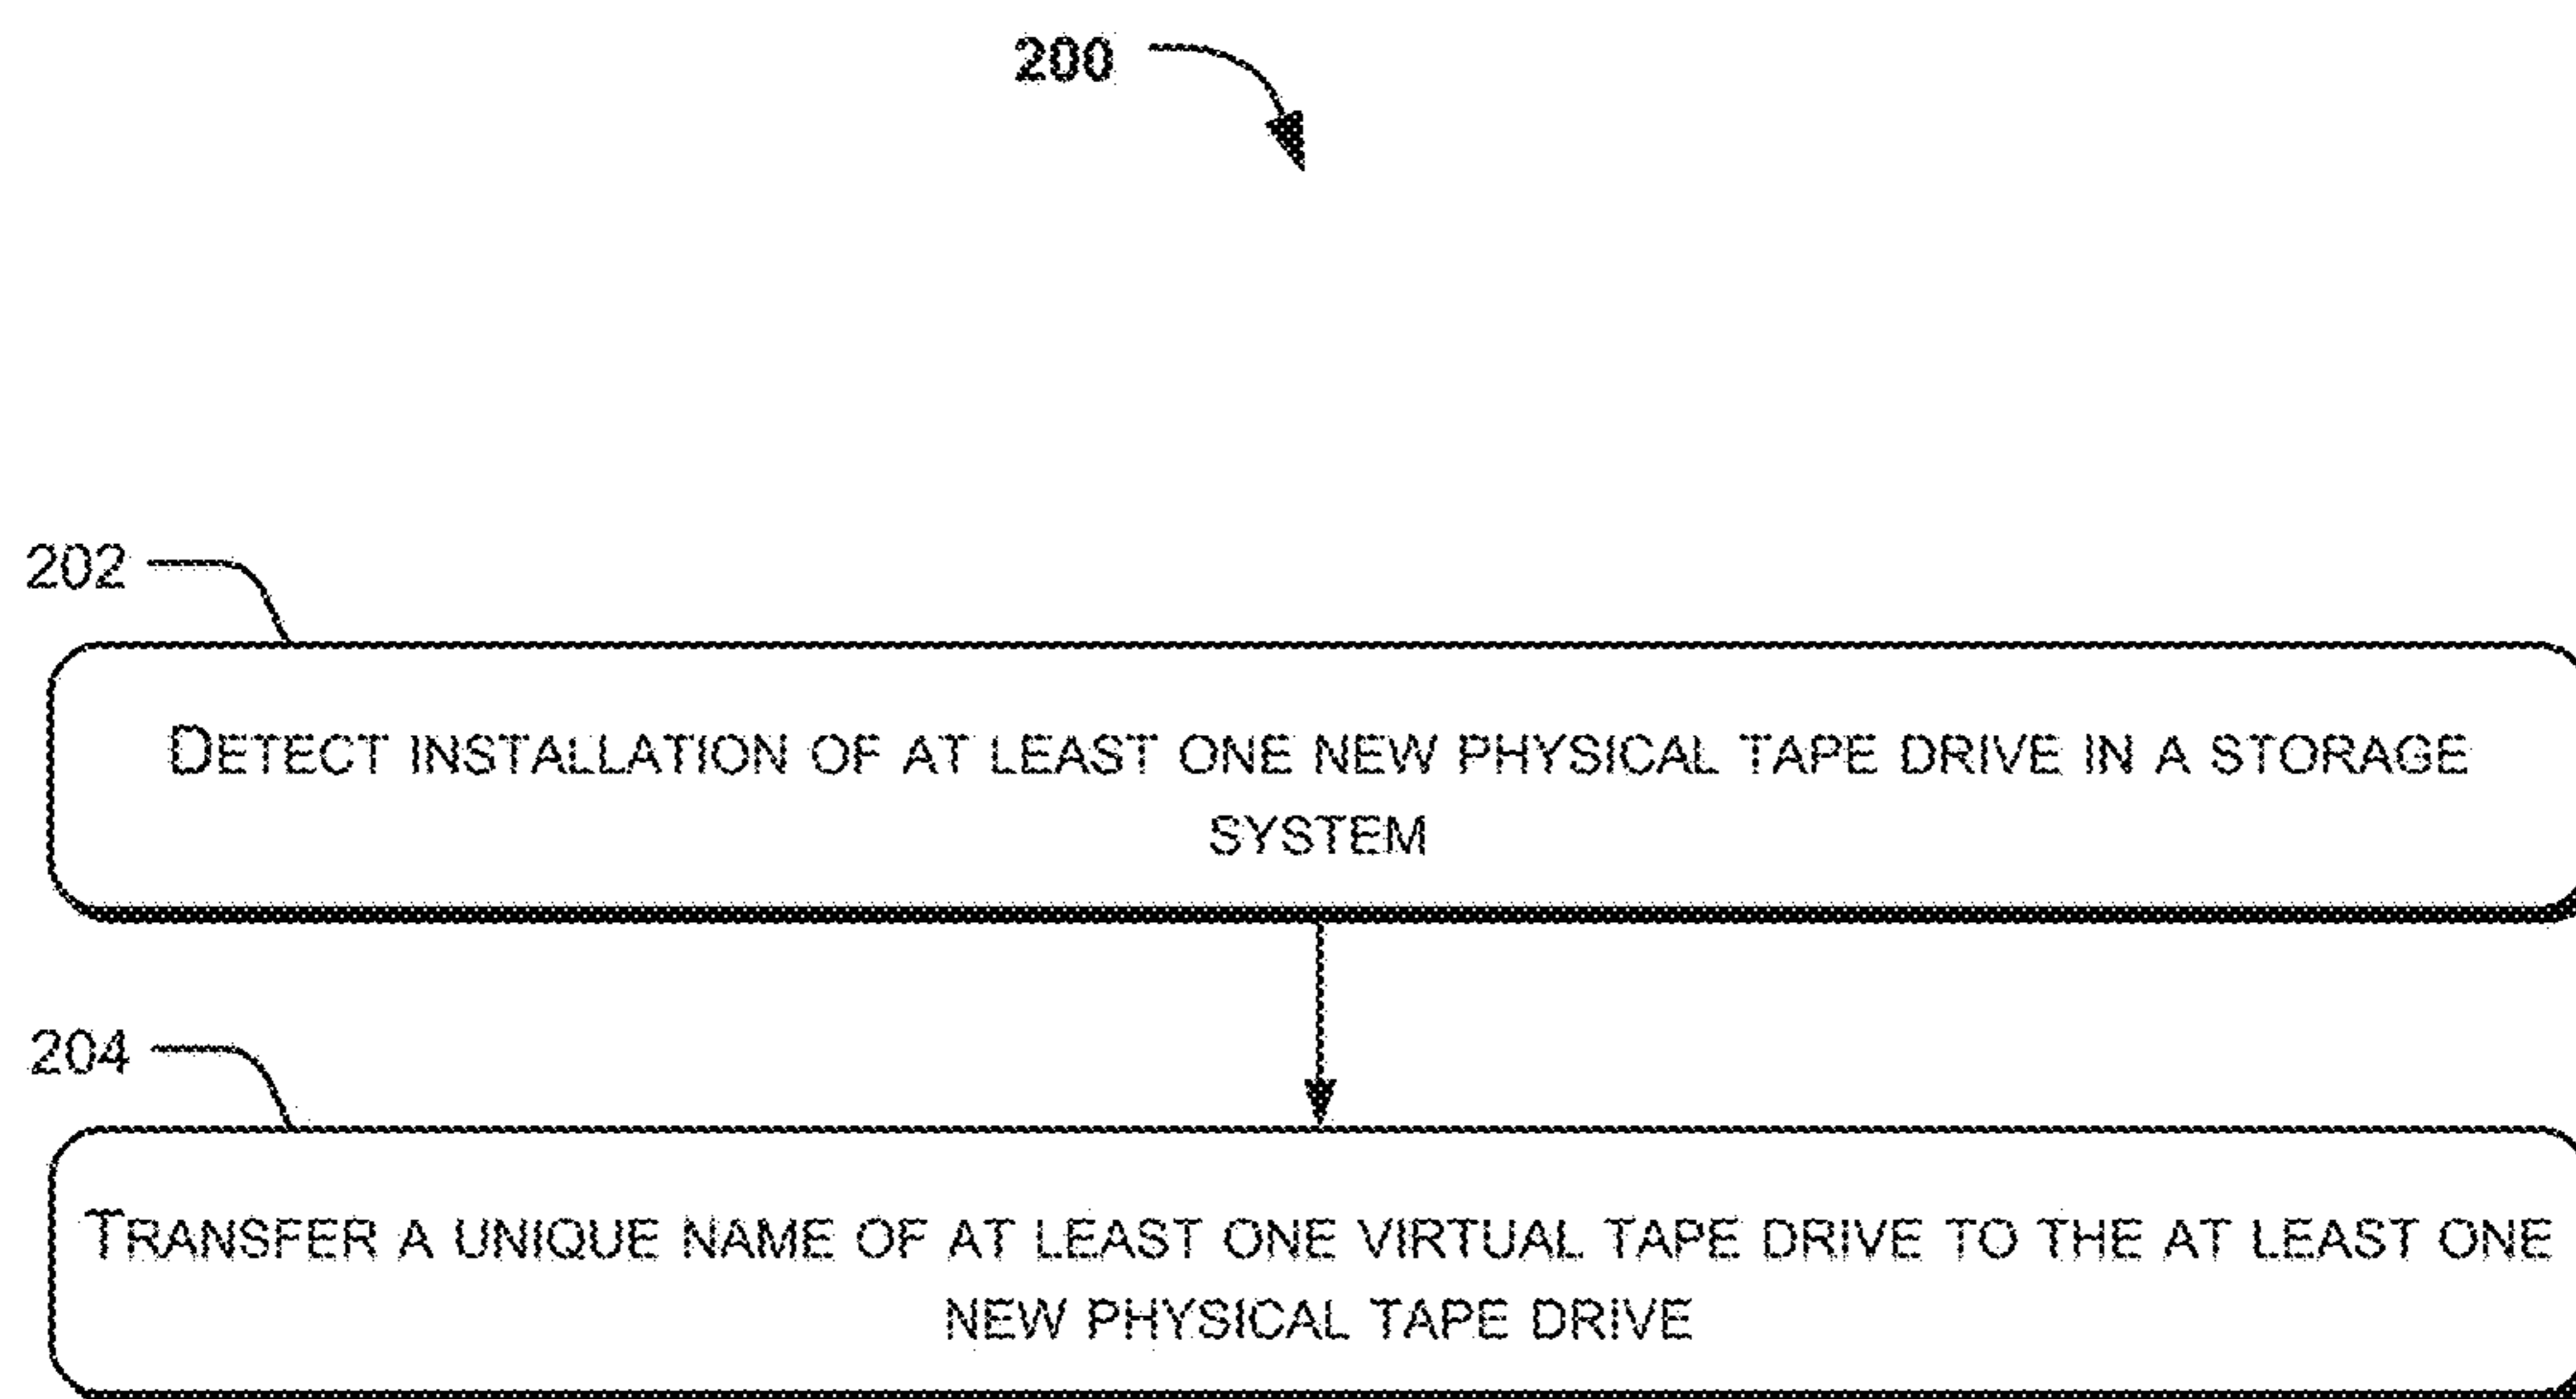 200
202
DETECT INSTALLATION OF AT LEAST ONE NEW PHYSICAL TAPE DRIVE IN A STORAGE
SYSTEM
204
TRANSFER A UNIQUE NAME OF AT LEAST ONE VIRTUAL TAPE DRIVE TO THE AT LEAST ONE
NEW PHYSICAL TAPE DRIVE